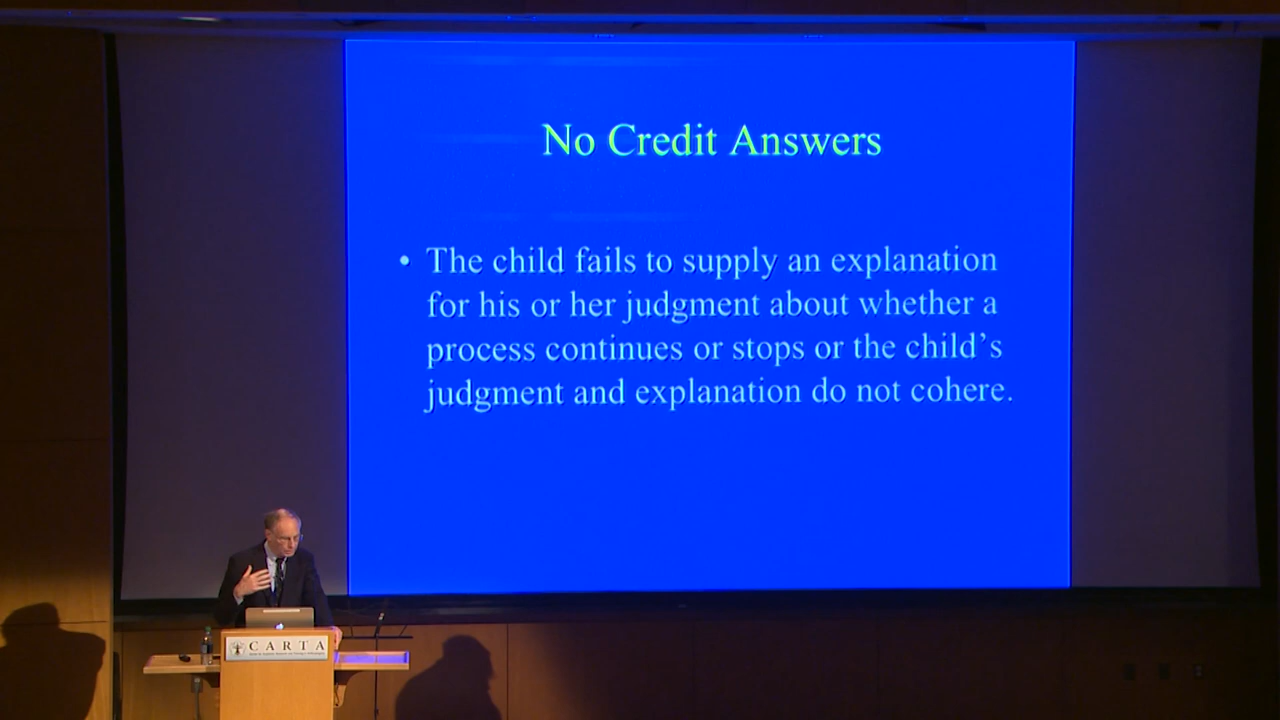 No Credit Answers
• The child fails to supply an explanation
for his or her judgment about whether a
process continues or stops or the child's
judgment and explanation do not cohere.
CARTA